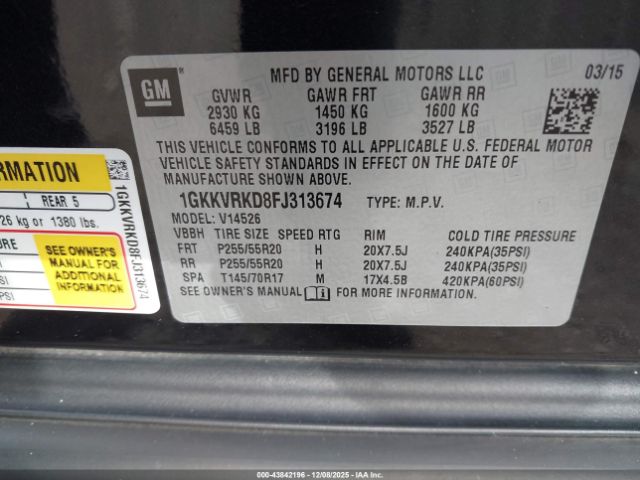 GM
MFD BY GENERAL MOTORS LLC 03/15
GVWR GAWR FRT GAWR RR
2930 KG 1450 KG 1600 KG
6459 LB 3196 LB 3527 LB
THIS VEHICLE CONFORMS TO ALL APPLICABLE U.S. FEDERAL MOTOR
VEHICLE SAFETY STANDARDS IN EFFECT ON THE DATE OF
MANUFACTURE SHOWN ABOVE.
1GKKVRKD8FJ313674 TYPE: M.P.V.
MODEL: V14526
VBBH TIRE SIZE SPEED RTG RIM COLD TIRE PRESSURE
FRT P255/55R20 H 20X7.5J 240KPA(35PSI)
RR P255/55R20 H 20X7.5J 240KPA(35PSI)
SPA T145/70R17 M 17X4.5B 420KPA(60PSI)
SEE OWNER'S MANUAL FOR MORE INFORMATION.
ORMATION
REAR 5
26 kg or 1380 lbs.
URE
SEE OWNER'S
MANUAL FOR
ADDITIONAL
INFORMATION
PSI
1GKKVRKD8FJ313674
000-43842196 - 12/08/2025 - IAAI.COM